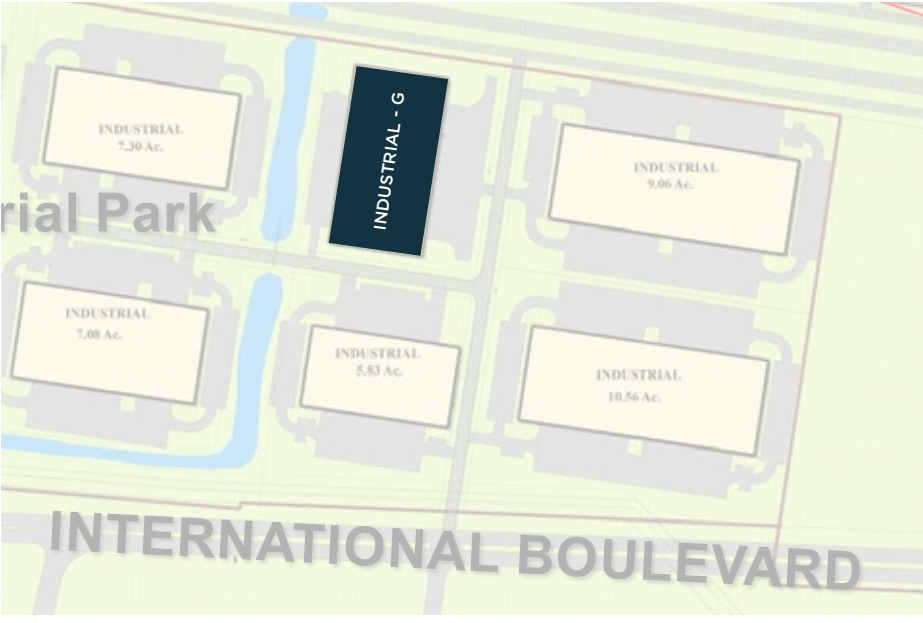 INDUSTRIAL
7.30 Ac.
INDUSTRIAL - G
INDUSTRIAL
9.06 Ac.
rial Park
INDUSTRIAL
7.08 Ac.
INDUSTRIAL
5.83 Ac.
INDUSTRIAL
10.56 Ac.
INTERNATIONAL BOULEVARD